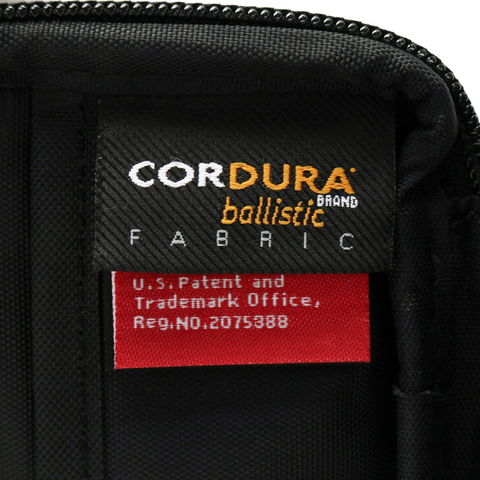 CORDURA
ballistic BRAND
FABRIC
U.S. Patent and
Trademark Office,
Reg.NO.2075388